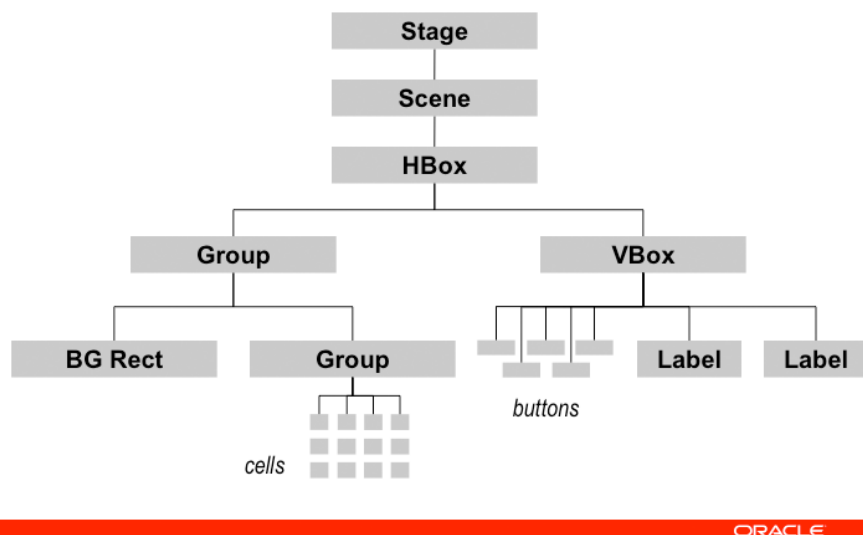 Stage
Scene
HBox
Group
VBox
BG Rect
Group
Label
Label
buttons
cells
ORACLE